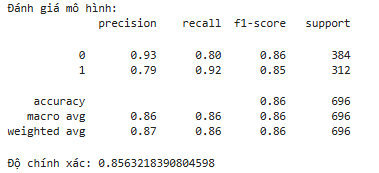 Đánh giá mô hình:
precision recall f1-score support
0 0.93 0.80 0.86 384
1 0.79 0.92 0.85 312
accuracy 0.86 696
macro avg 0.86 0.86 0.86 696
weighted avg 0.87 0.86 0.86 696
Độ chính xác: 0.8563218390804598